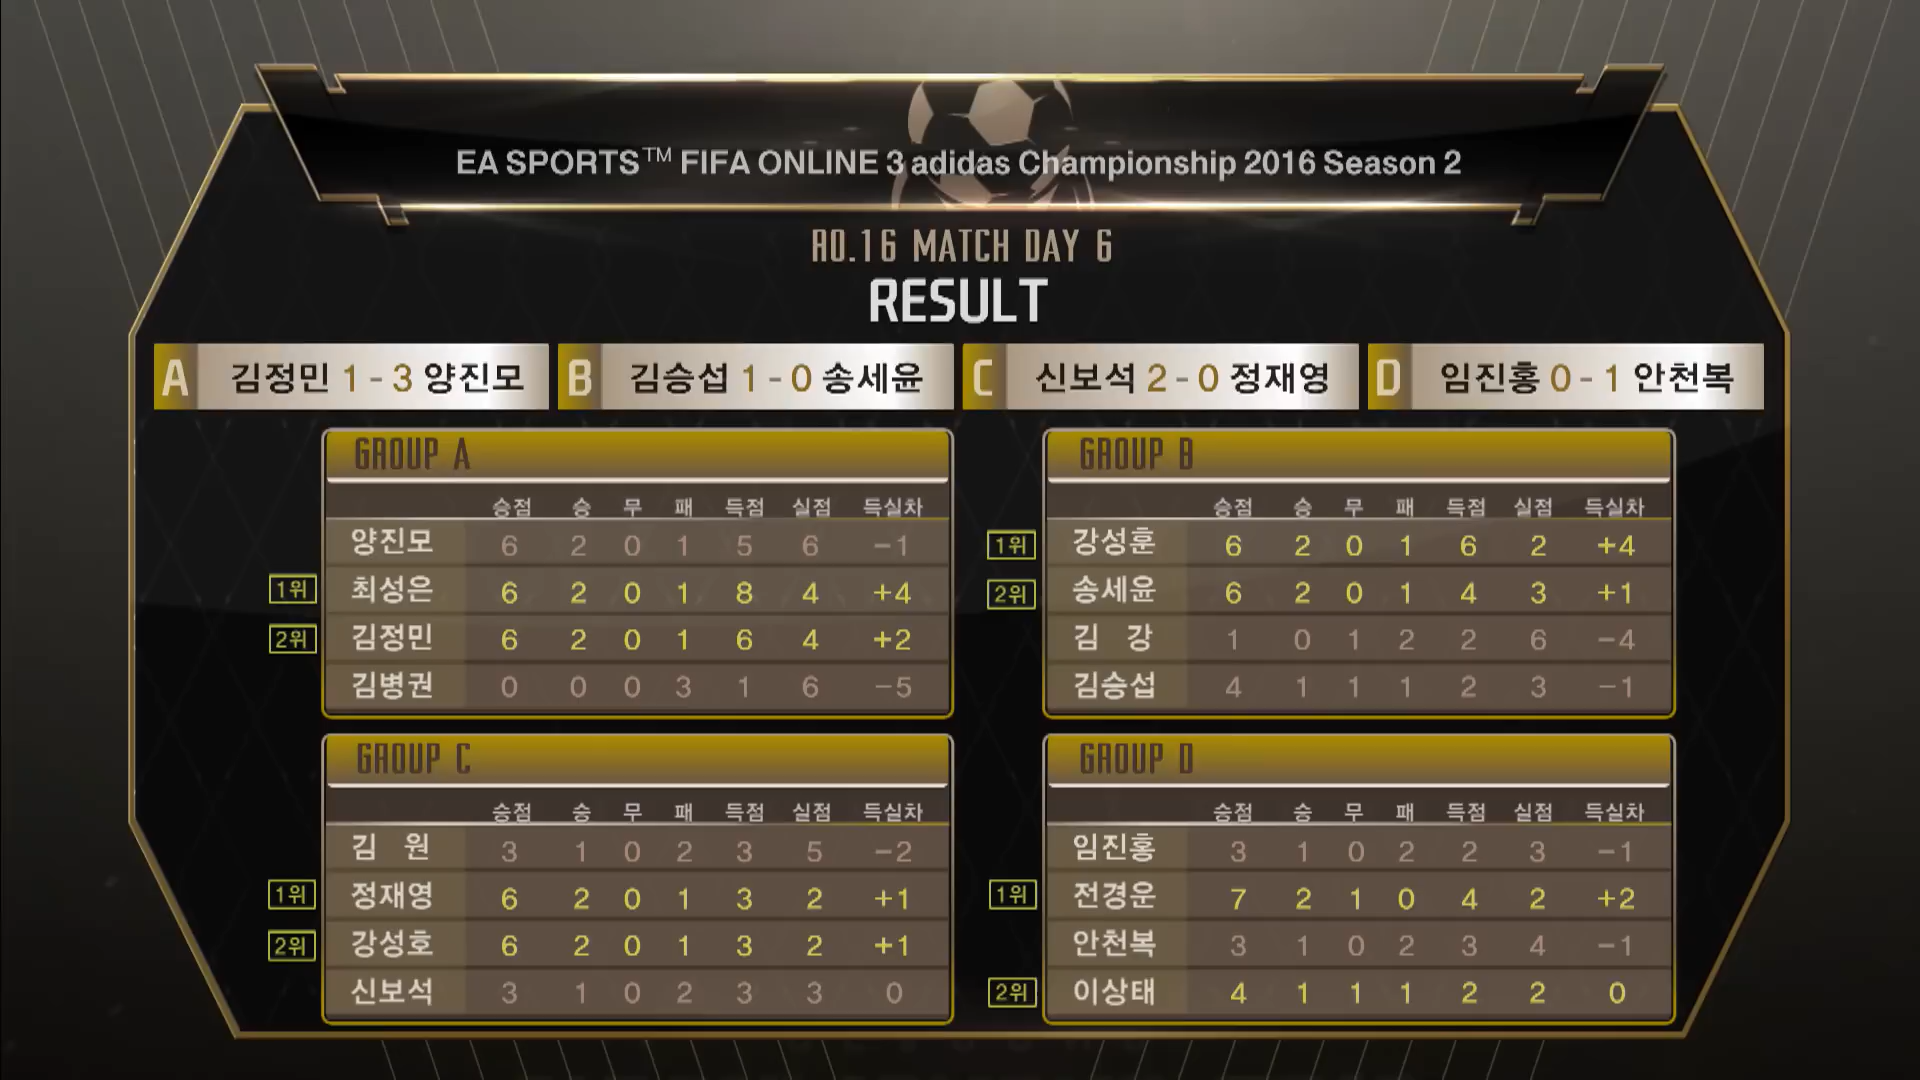 EA SPORTS™ FIFA ONLINE 3 adidas Championship 2016 Season 2
RO.16 MATCH DAY 6
RESULT
A 김정민 1 - 3 양진모
B 김승섭 1 - 0 송세윤
C 신보석 2 - 0 정재영
D 임진홍 0 - 1 안천복
GROUP A
승점 승 무 패 득점 실점 득실차
양진모 6 2 0 1 5 6 -1
1위 최성은 6 2 0 1 8 4 +4
2위 김정민 6 2 0 1 6 4 +2
김병권 0 0 0 3 1 6 -5
GROUP B
승점 승 무 패 득점 실점 득실차
1위 강성훈 6 2 0 1 6 2 +4
2위 송세윤 6 2 0 1 4 3 +1
김 강 1 0 1 2 2 6 -4
김승섭 4 1 1 1 2 3 -1
GROUP C
승점 승 무 패 득점 실점 득실차
김 원 3 1 0 2 3 5 -2
1위 정재영 6 2 0 1 3 2 +1
2위 강성호 6 2 0 1 3 2 +1
신보석 3 1 0 2 3 3 0
GROUP D
승점 승 무 패 득점 실점 득실차
임진홍 3 1 0 2 2 3 -1
1위 전경운 7 2 1 0 4 2 +2
안천복 3 1 0 2 3 4 -1
2위 이상태 4 1 1 1 2 2 0